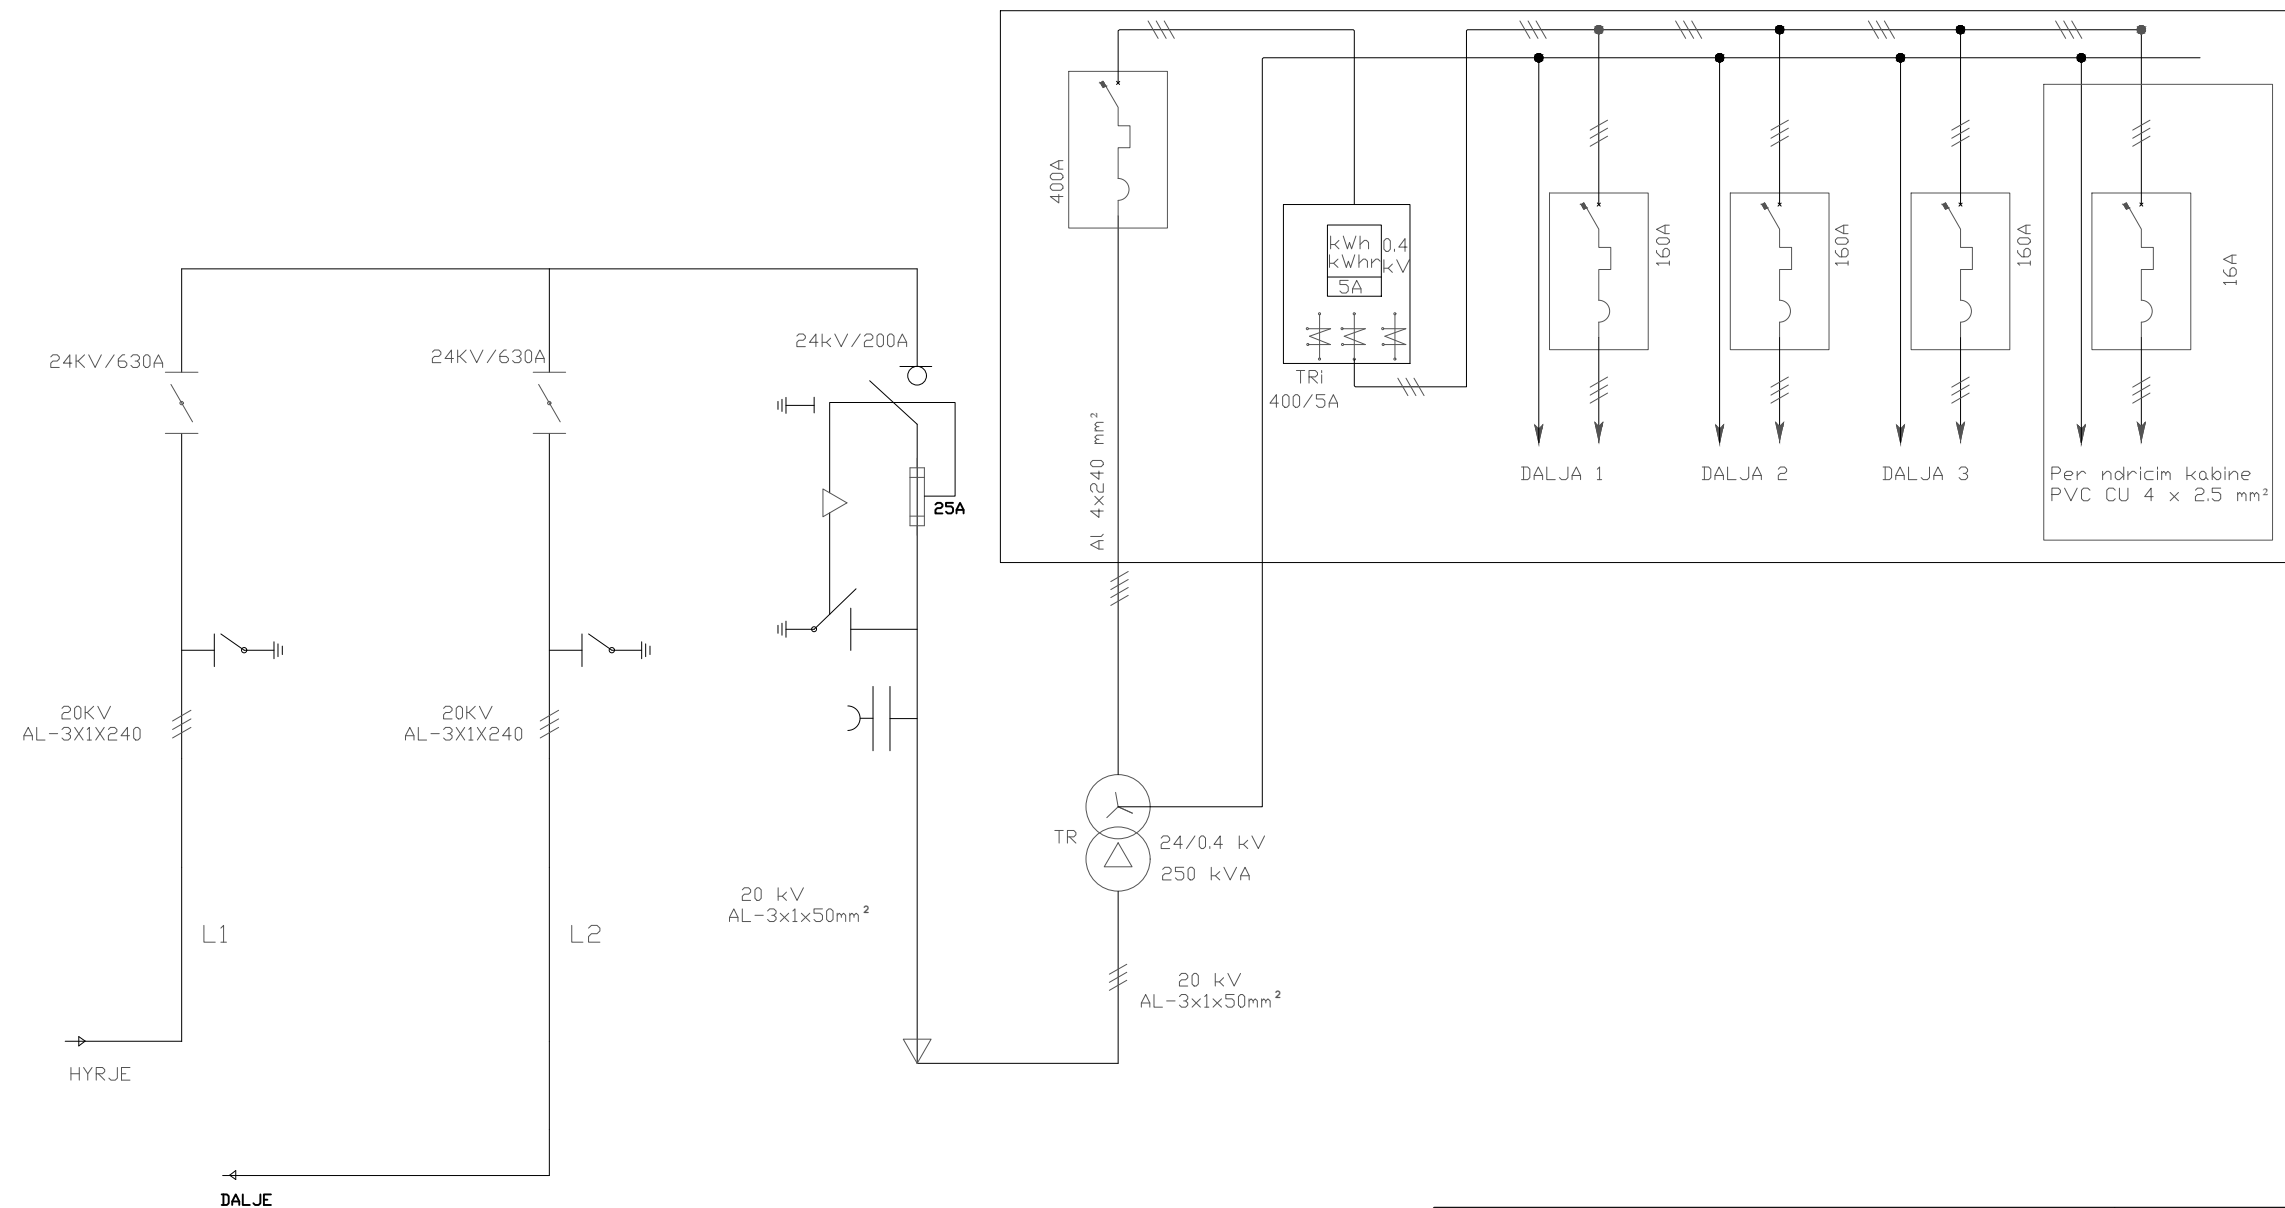 400A
kWh
kWhr
0.4
kV
5A
TRi
400/5A
160A
160A
160A
16A
DALJA 1
DALJA 2
DALJA 3
Per ndricim kabine
PVC CU 4 x 2.5 mm²
24KV/630A
24KV/630A
24kV/200A
25A
Al 4x240 mm²
20KV
AL-3X1X240
20KV
AL-3X1X240
TR
24/0.4 kV
250 kVA
20 kV
AL-3x1x50mm²
L1
L2
20 kV
AL-3x1x50mm²
HYRJE
DALJE